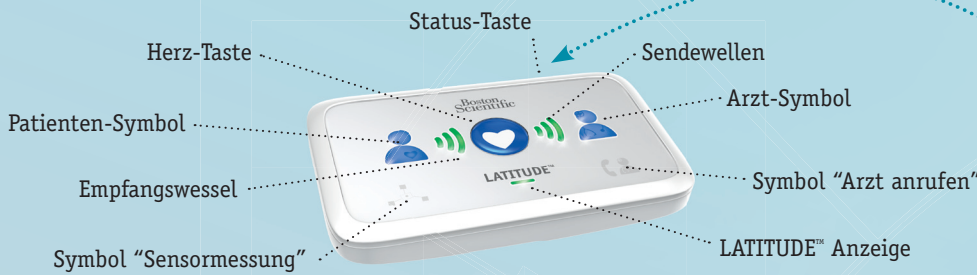 Status-Taste
Herz-Taste
Sendewellen
Boston
Scientific
Arzt-Symbol
Patienten-Symbol
Empfangswessel
LATITUDE™
Symbol “Arzt anrufen”
LATITUDE™ Anzeige
Symbol “Sensormessung”